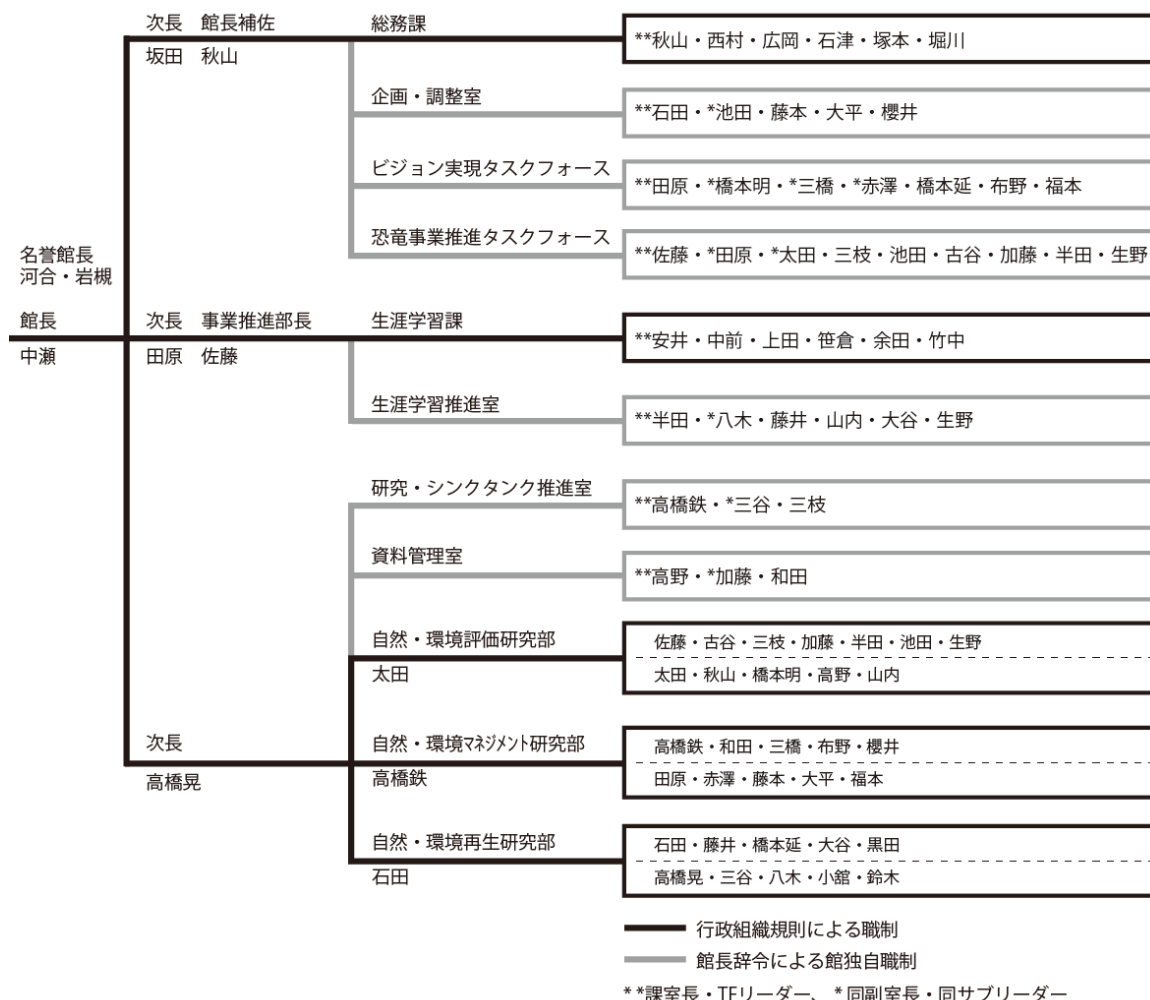 次長 館長補佐
坂田 秋山
総務課
**秋山・西村・広岡・石津・塚本・堀川
企画・調整室
**石田・*池田・藤本・大平・櫻井
ビジョン実現タスクフォース
**田原・*橋本明・*三橋・*赤澤・橋本延・布野・福本
恐竜事業推進タスクフォース
**佐藤・*田原・*太田・三枝・池田・古谷・加藤・半田・生野
名誉館長
河合・岩槻
館長
中瀬
次長 事業推進部長
田原 佐藤
生涯学習課
**安井・中前・上田・笹倉・余田・竹中
生涯学習推進室
**半田・*八木・藤井・山内・大谷・生野
研究・シンクタンク推進室
**高橋鉄・*三谷・三枝
資料管理室
**高野・*加藤・和田
自然・環境評価研究部
太田
佐藤・古谷・三枝・加藤・半田・池田・生野
太田・秋山・橋本明・高野・山内
次長
高橋晃
自然・環境ﾏﾈｼﾞﾒﾝﾄ研究部
高橋鉄
高橋鉄・和田・三橋・布野・櫻井
田原・赤澤・藤本・大平・福本
自然・環境再生研究部
石田
石田・藤井・橋本延・大谷・黒田
高橋晃・三谷・八木・小舘・鈴木
行政組織規則による職制
館長辞令による館独自職制
**課室長・TFリーダー、 *同副室長・同サブリーダー